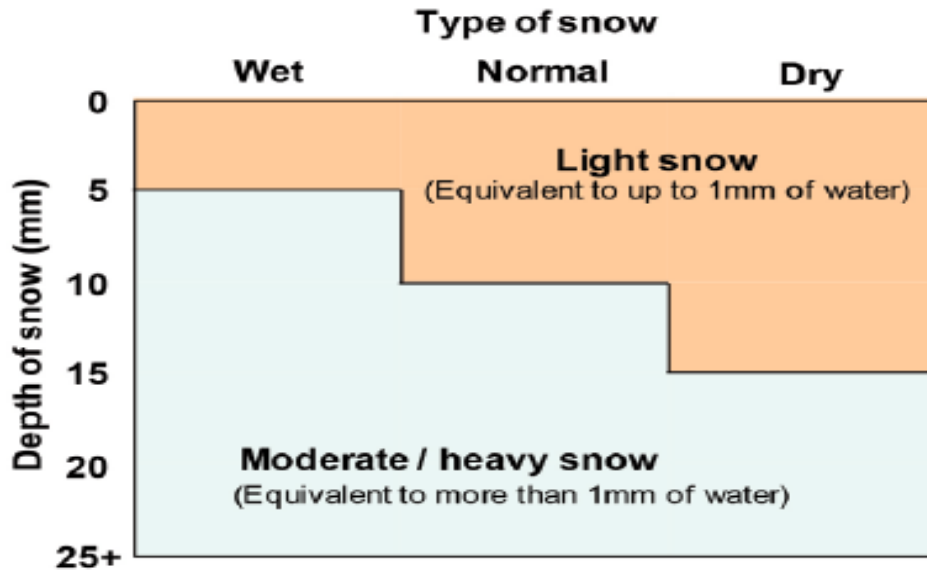 Type of snow
Wet Normal Dry
Depth of snow (mm)
0
5
10
15
20
25+
Light snow
(Equivalent to up to 1mm of water)
Moderate / heavy snow
(Equivalent to more than 1mm of water)